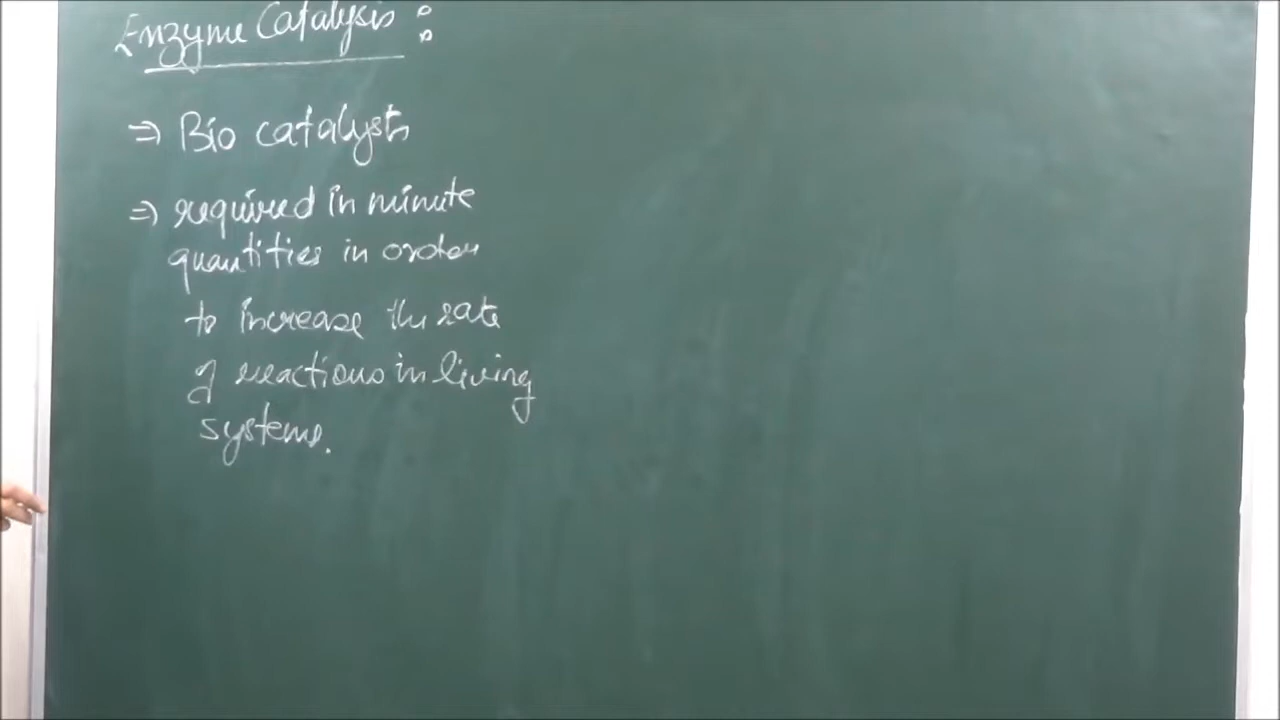 Enzyme Catalysis :
⇒ Bio catalysts
⇒ required in minute
quantities in order
to increase the rate
of reactions in living
systems.